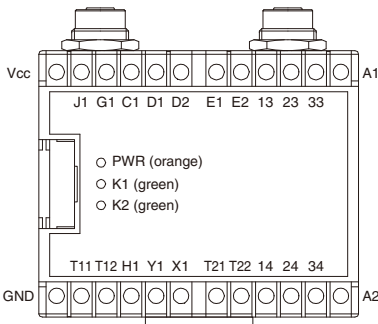 Vcc A1
J1 G1 C1 D1 D2 E1 E2 13 23 33
PWR (orange)
K1 (green)
K2 (green)
T11 T12 H1 Y1 X1 T21 T22 14 24 34
GND A2